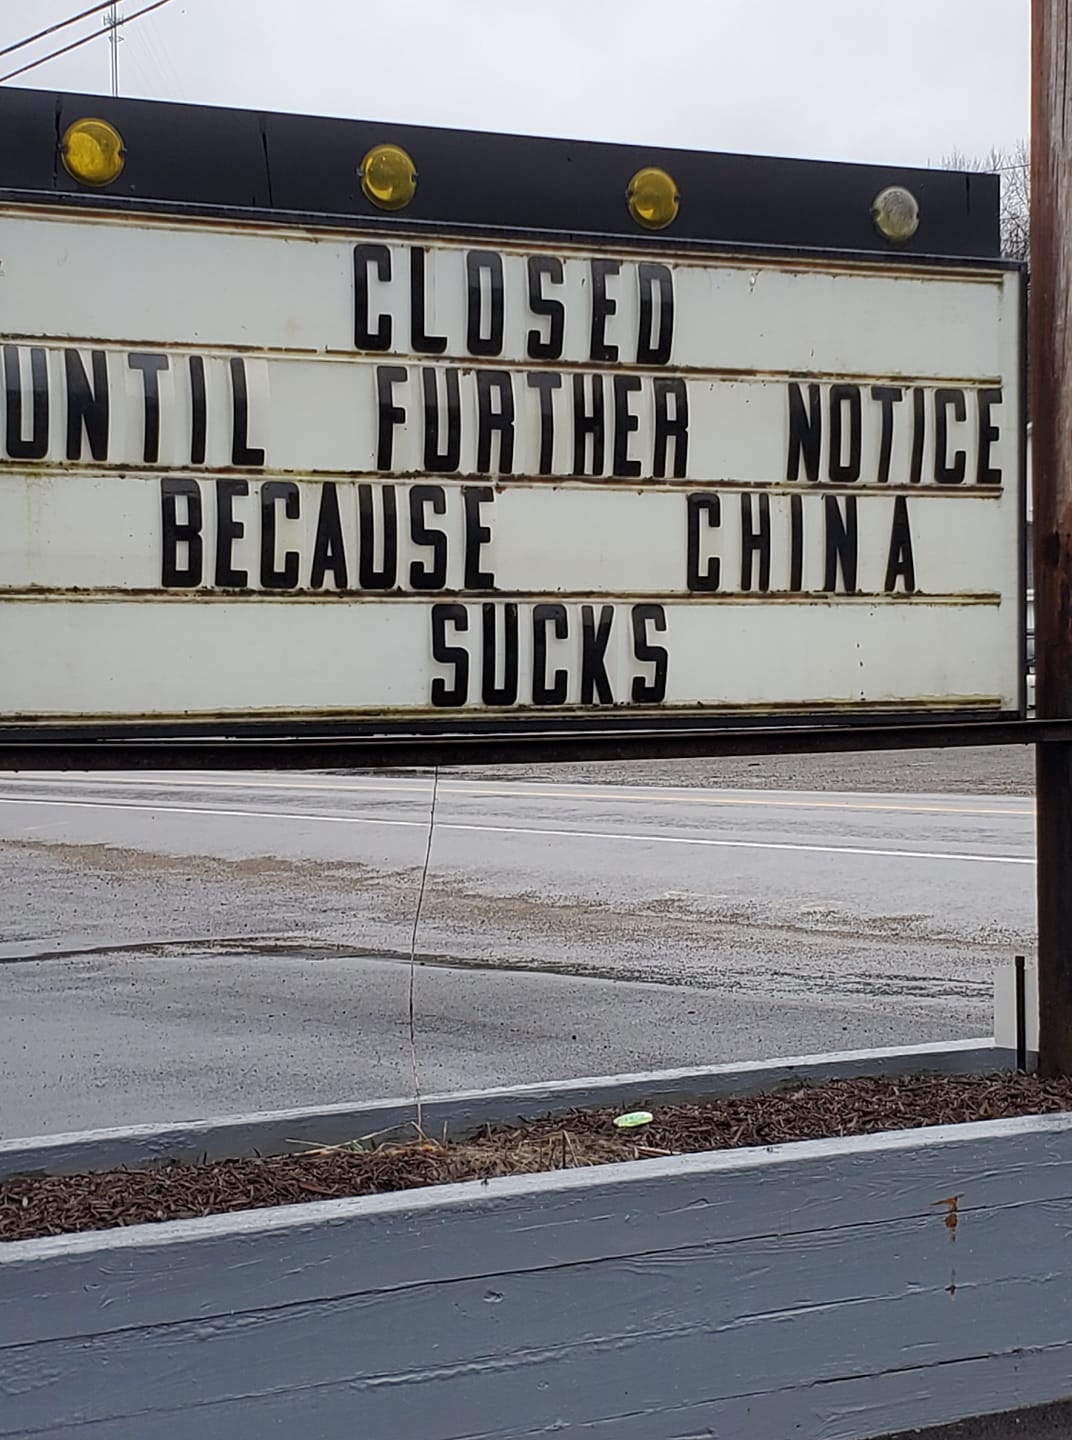 CLOSED
UNTIL FURTHER NOTICE
BECAUSE CHINA
SUCKS